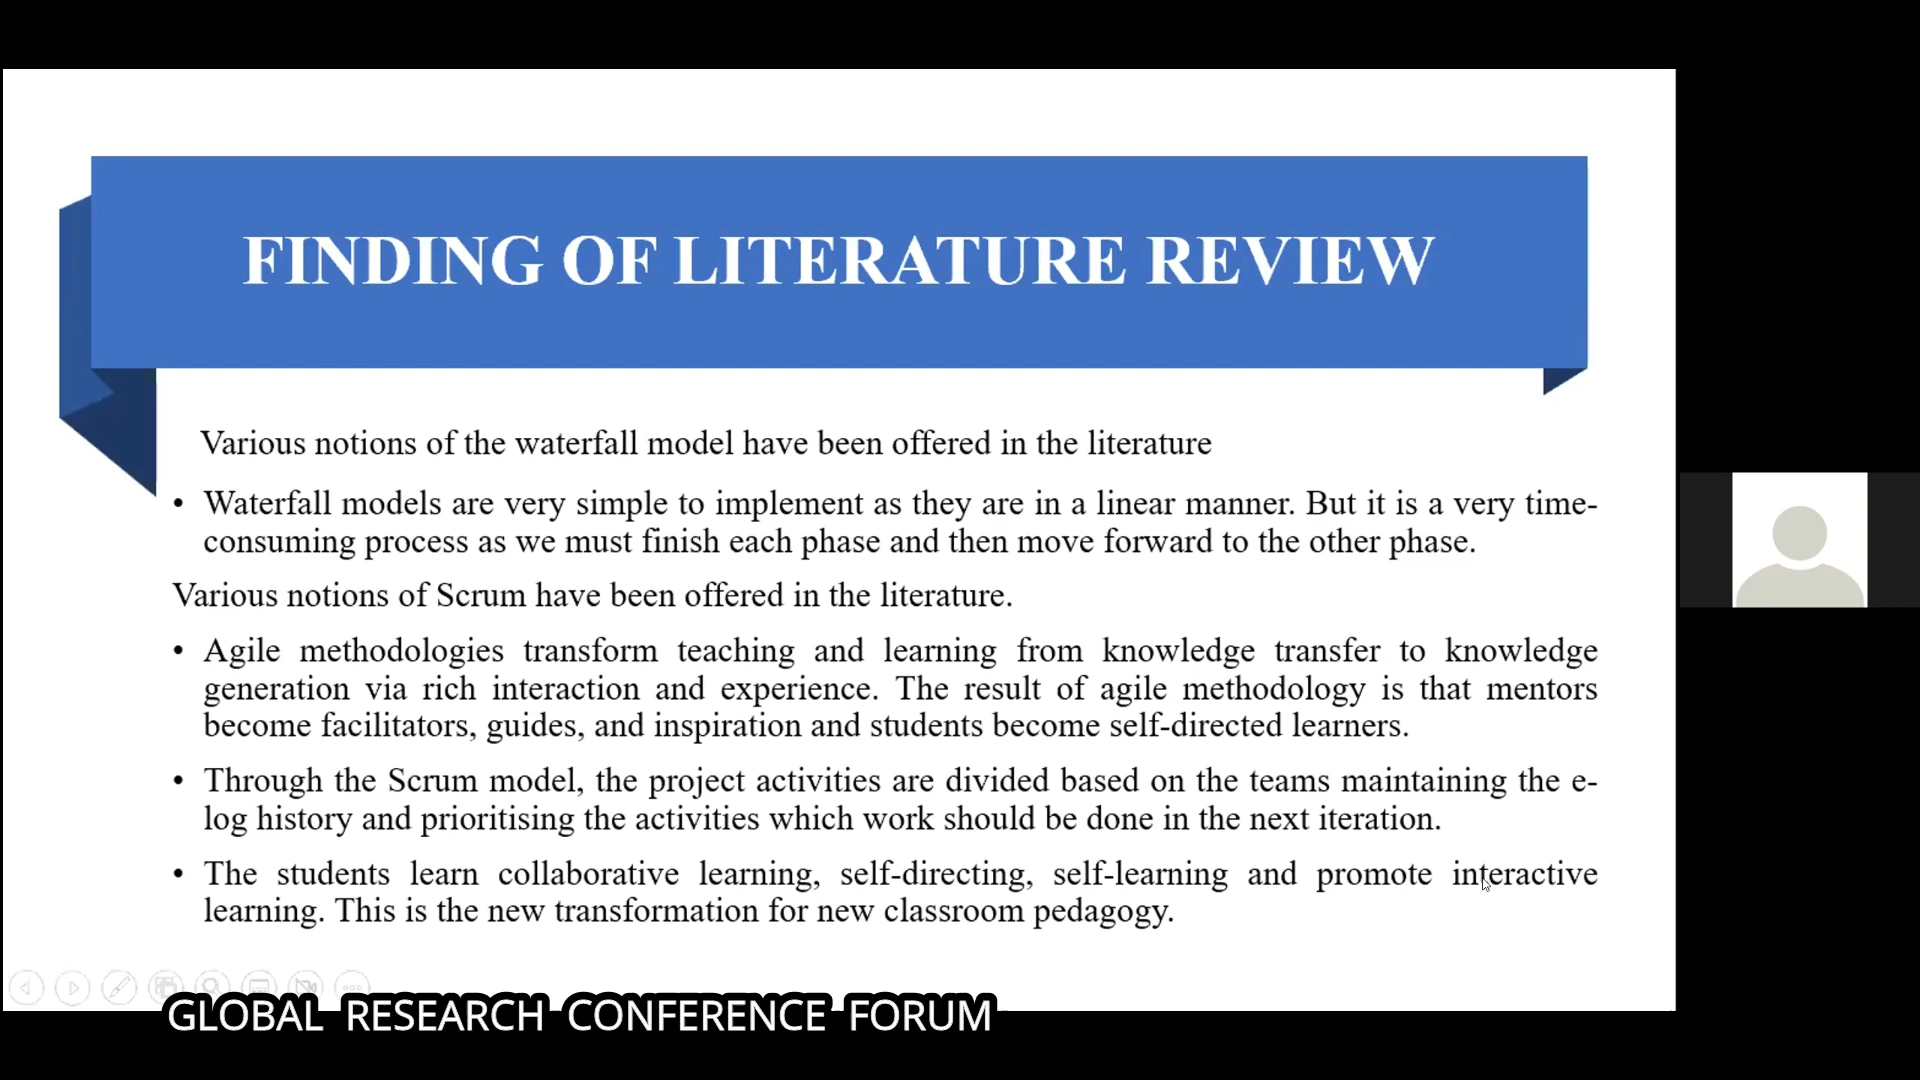 FINDING OF LITERATURE REVIEW
Various notions of the waterfall model have been offered in the literature
• Waterfall models are very simple to implement as they are in a linear manner. But it is a very time-
consuming process as we must finish each phase and then move forward to the other phase.
Various notions of Scrum have been offered in the literature.
• Agile methodologies transform teaching and learning from knowledge transfer to knowledge
generation via rich interaction and experience. The result of agile methodology is that mentors
become facilitators, guides, and inspiration and students become self-directed learners.
• Through the Scrum model, the project activities are divided based on the teams maintaining the e-
log history and prioritising the activities which work should be done in the next iteration.
• The students learn collaborative learning, self-directing, self-learning and promote interactive
learning. This is the new transformation for new classroom pedagogy.
GLOBAL RESEARCH CONFERENCE FORUM